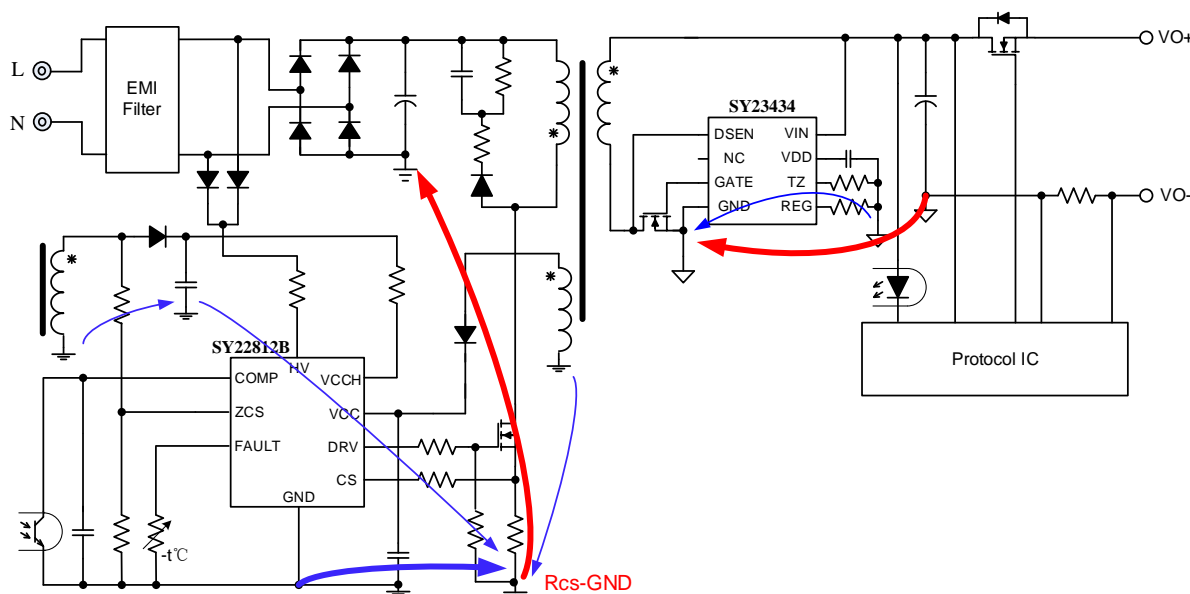 L
N
EMI
Filter
SY23434
DSEN
NC
GATE
GND
VIN
VDD
TZ
REG
VO+
VO-
*
*
*
*
SY22812B
HV
COMP
ZCS
FAULT
GND
VCCH
VCC
DRV
CS
-t℃
Rcs-GND
Protocol IC